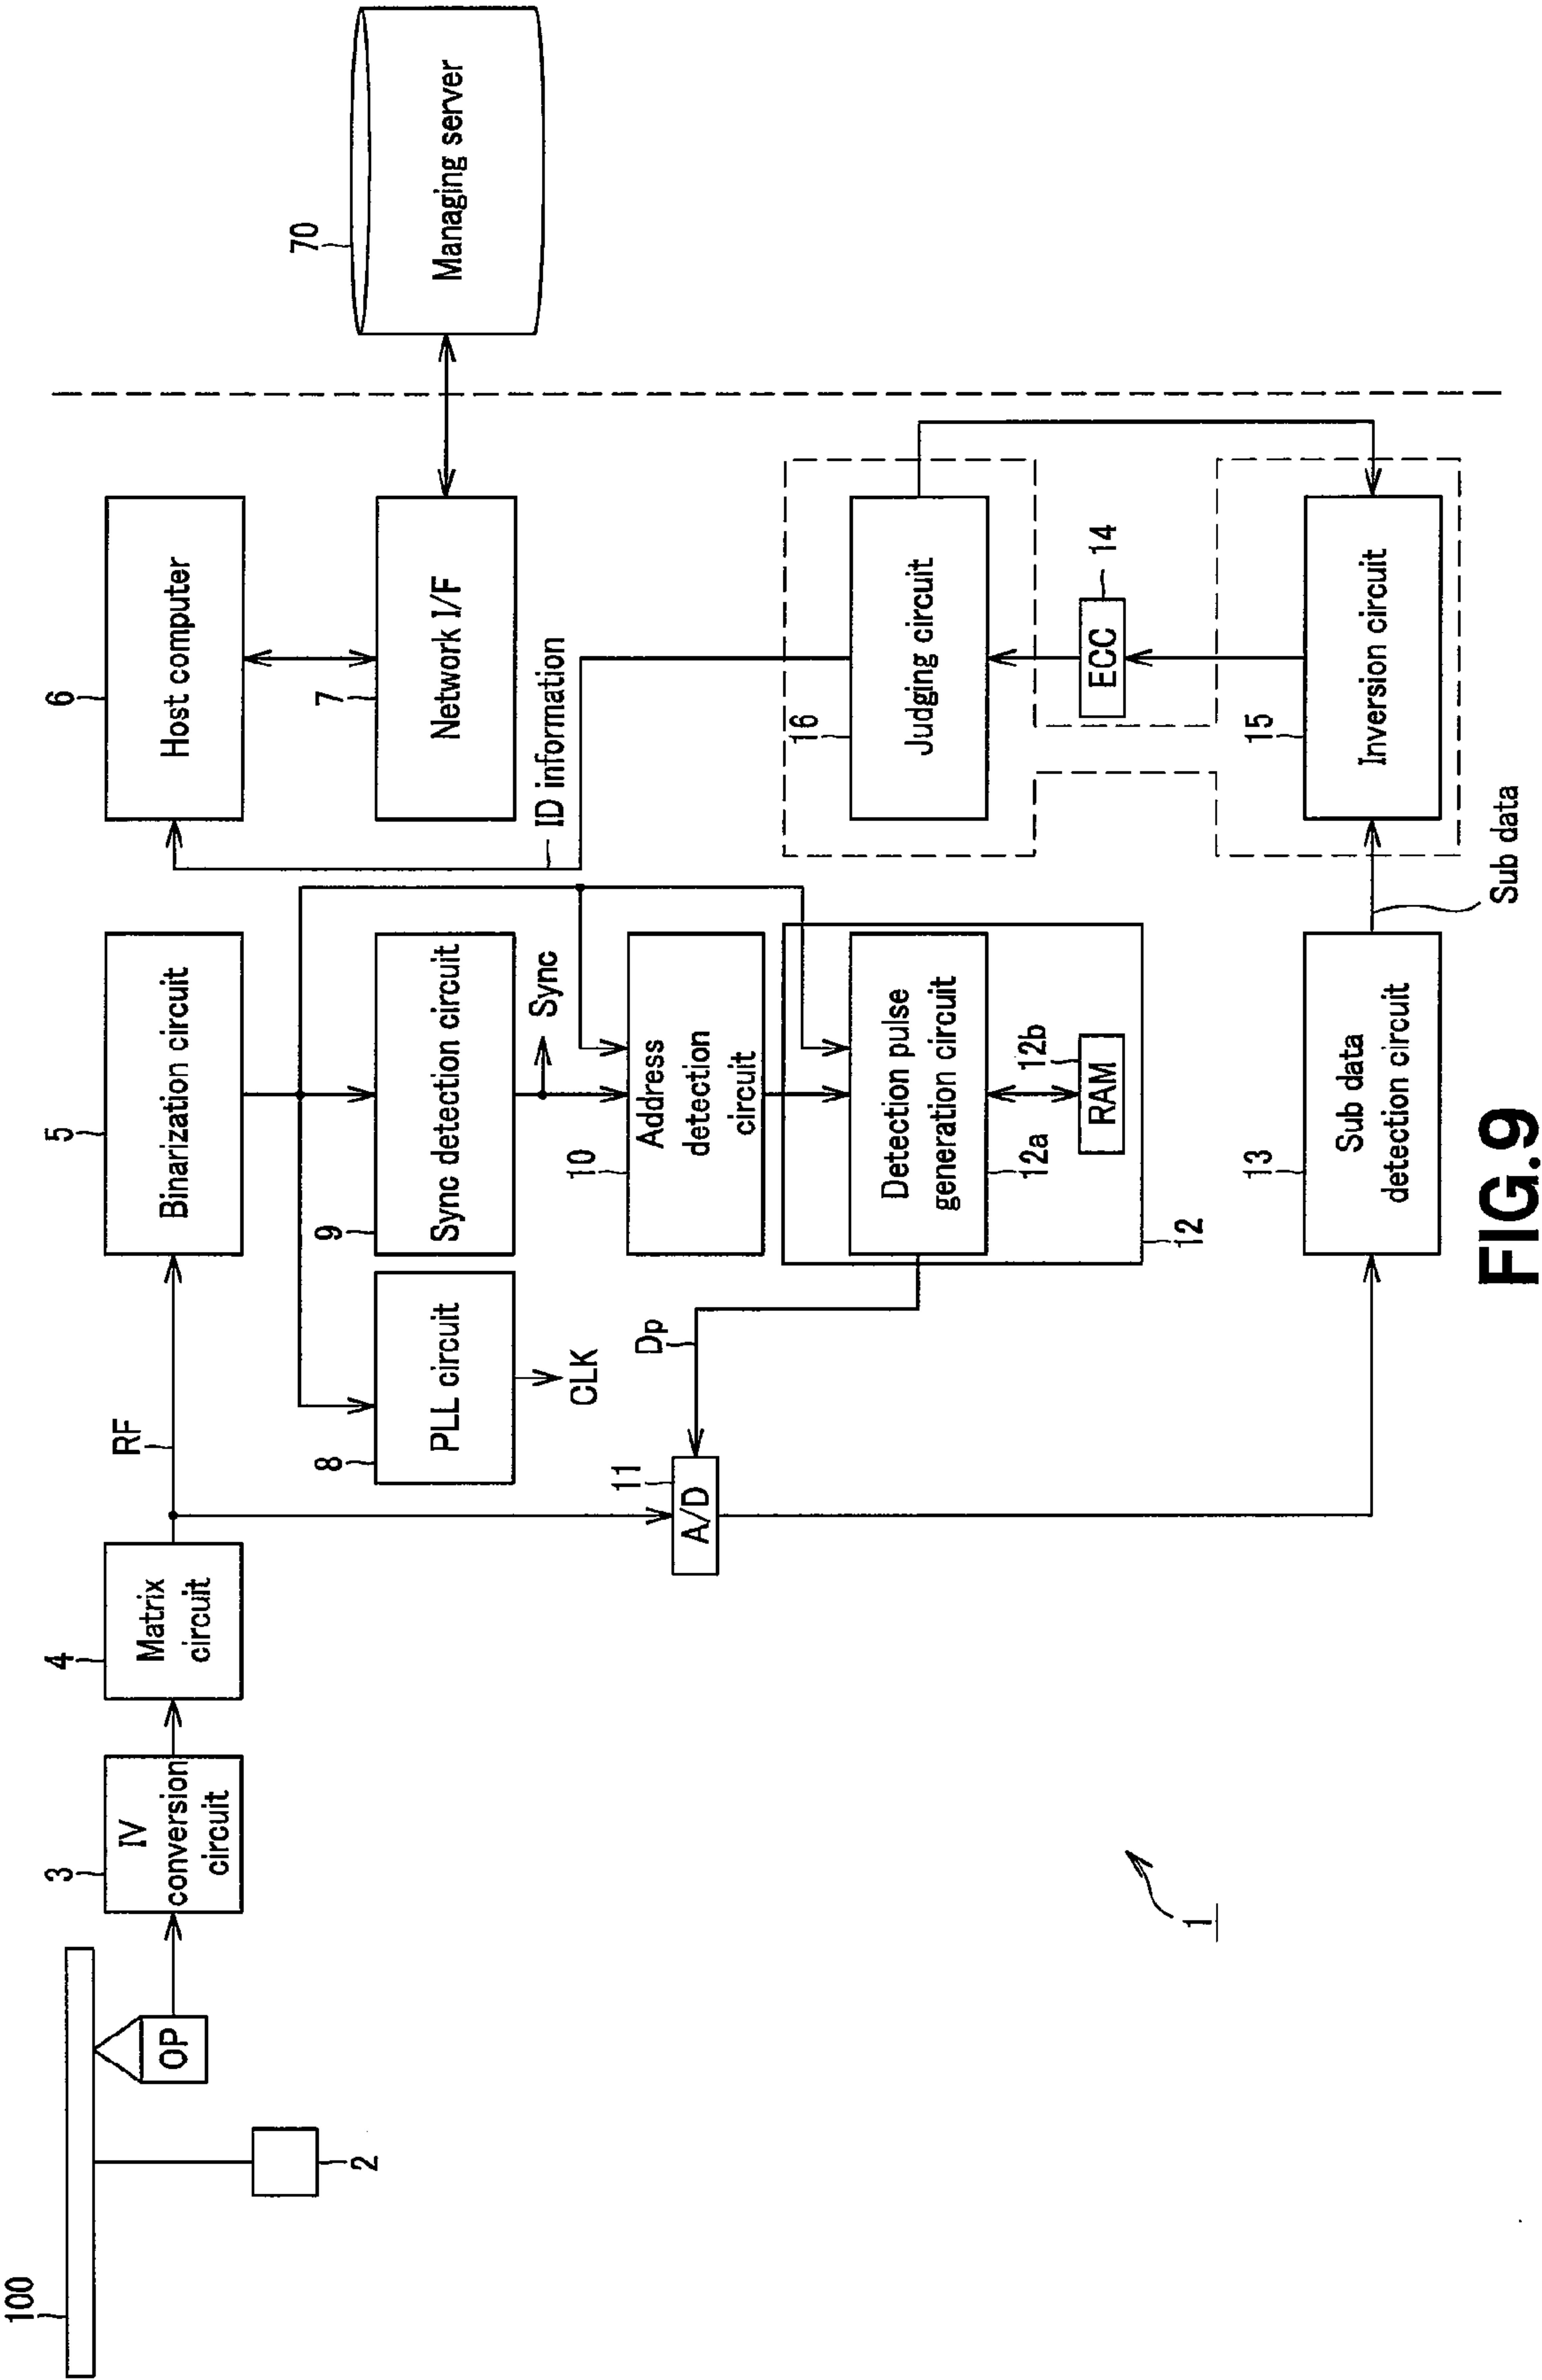 100
2
OP
3
IV
conversion
circuit
4
Matrix
circuit
RF
5
Binarization circuit
6
Host computer
8
PLL circuit
CLK
9
Sync detection circuit
Sync
7
Network I/F
70
Managing server
ID information
10
Address
detection
circuit
11
A/D
Dp
Detection pulse
generation circuit
12a
12b
RAM
12
16
Judging circuit
ECC
14
13
Sub data
detection circuit
Sub data
15
Inversion circuit
1
FIG.9